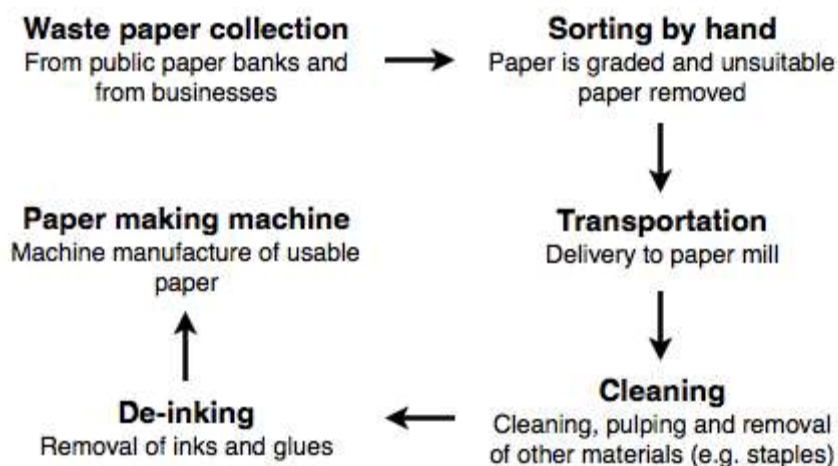 Waste paper collection
From public paper banks and
from businesses
Sorting by hand
Paper is graded and unsuitable
paper removed
Transportation
Delivery to paper mill
Cleaning
Cleaning, pulping and removal
of other materials (e.g. staples)
De-inking
Removal of inks and glues
Paper making machine
Machine manufacture of usable
paper